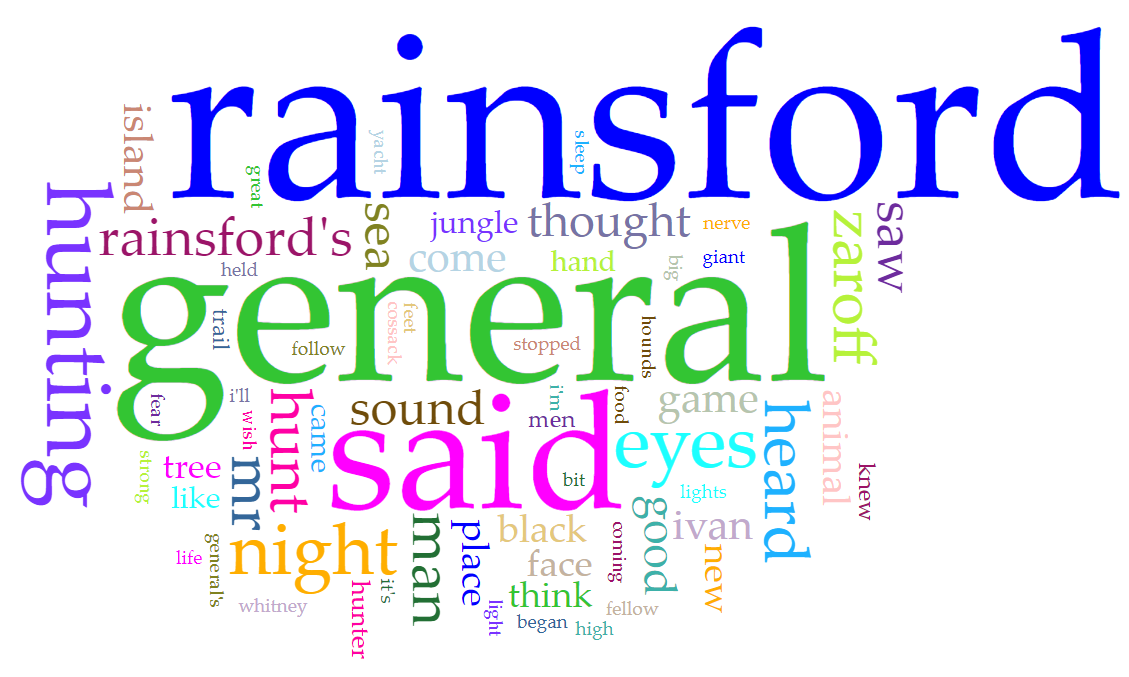 rainsford
island
yacht
sleep
great
hunting
rainsford's
sea
jungle
thought
nerve
zaroff
saw
held
come
hand
big
giant
general
trail
follow
cossack
feet
stopped
hounds
fear
i'll
wish
hunt
came
sound
said
i'm
men
food
game
eyes
heard
animal
strong
tree
like
mr
bit
lights
knew
life
general's
night
man
place
black
face
coming
good
ivan
new
whitney
hunter
it's
think
light
began
high
fellow